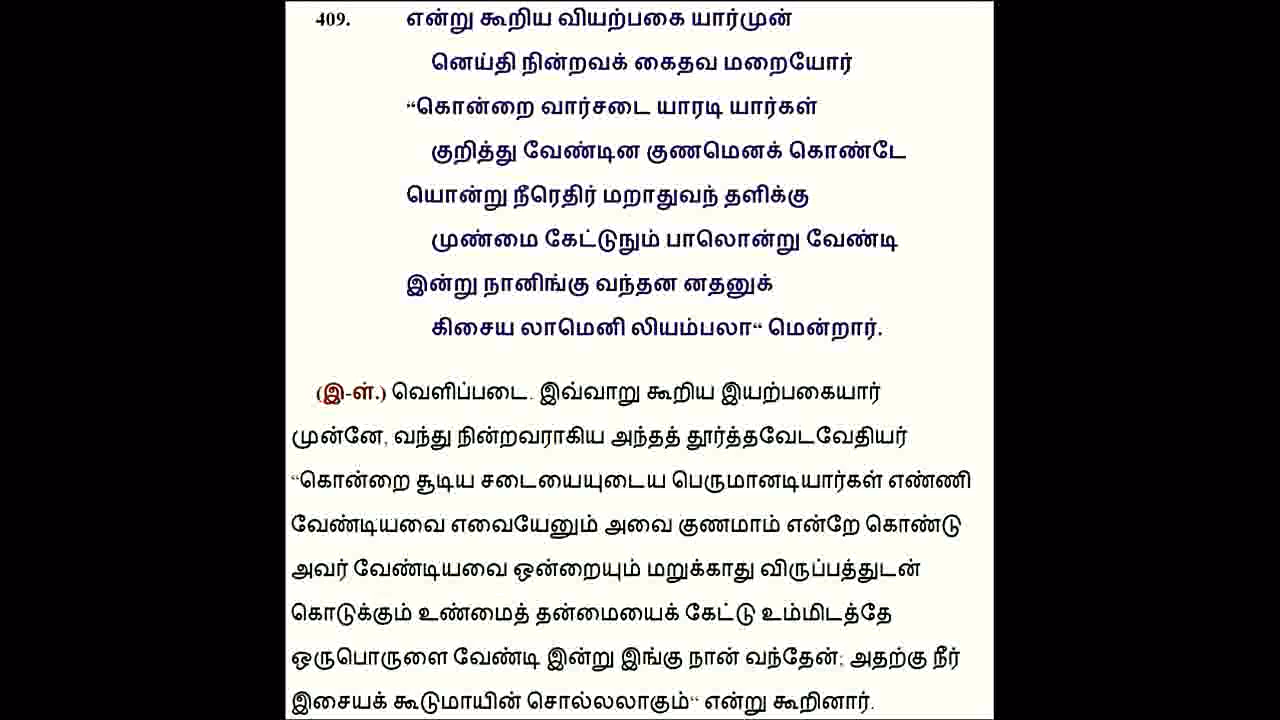 409. என்று கூறிய வியற்பகை யார்முன்
னெய்தி நின்றவக் கைதவ மறையோர்
“கொன்றை வார்சடை யாரடி யார்கள்
குறித்து வேண்டின குணமெனக் கொண்டே
யொன்று நீரெதிர் மறாதுவந் தளிக்கு
முண்மை கேட்டுநும் பாலொன்று வேண்டி
இன்று நானிங்கு வந்தன னதனுக்
கிசைய லாமெனி லியம்பலா“ மென்றார்.
(இ-ள்.) வெளிப்படை. இவ்வாறு கூறிய இயற்பகையார்
முன்னே, வந்து நின்றவராகிய அந்தத் தூர்த்தவேடவேதியர்
“கொன்றை சூடிய சடையையுடைய பெருமானடியார்கள் எண்ணி
வேண்டியவை எவையேனும் அவை குணமாம் என்றே கொண்டு
அவர் வேண்டியவை ஒன்றையும் மறுக்காது விருப்பத்துடன்
கொடுக்கும் உண்மைத் தன்மையைக் கேட்டு உம்மிடத்தே
ஒருபொருளை வேண்டி இன்று இங்கு நான் வந்தேன்; அதற்கு நீர்
இசையக் கூடுமாயின் சொல்லலாகும்“ என்று கூறினார்.